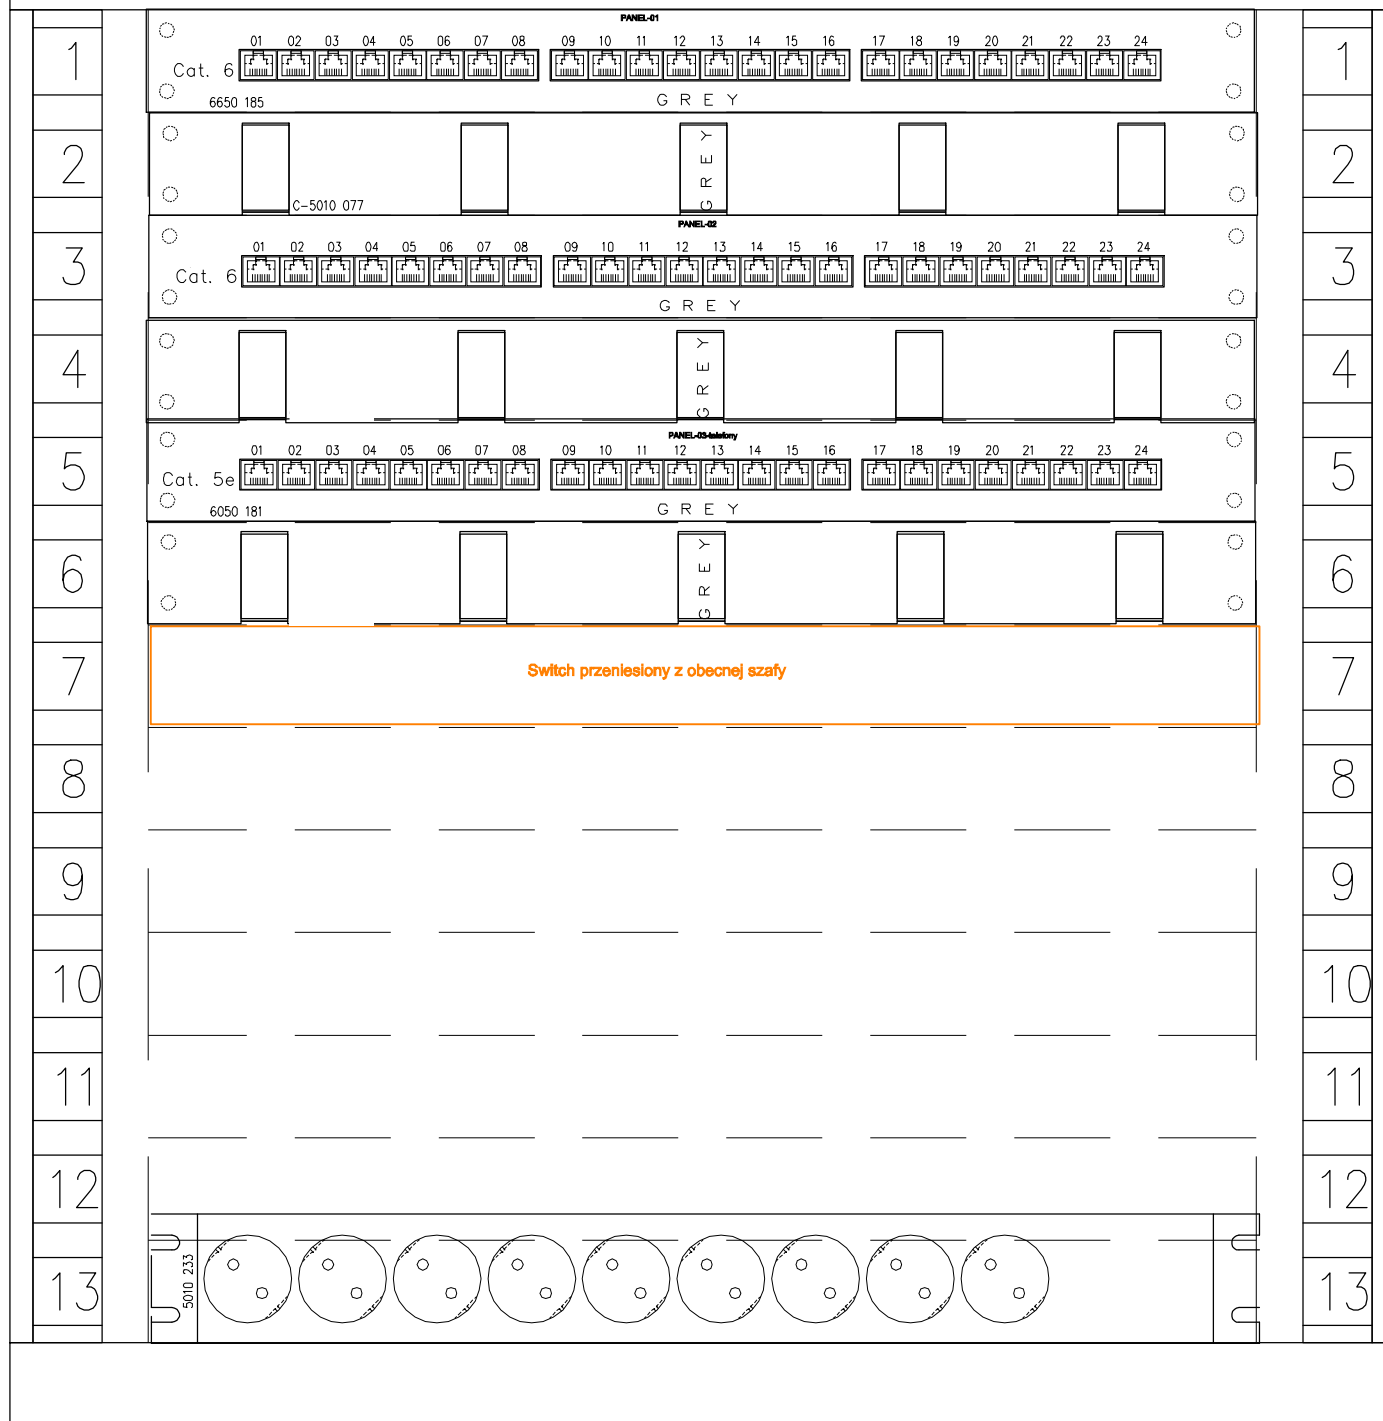 PANEL-01
1 01 02 03 04 05 06 07 08 09 10 11 12 13 14 15 16 17 18 19 20 21 22 23 24 1
Cat. 6
6650 185 GREY
2 GREY 2
C-5010 077
PANEL-02
3 01 02 03 04 05 06 07 08 09 10 11 12 13 14 15 16 17 18 19 20 21 22 23 24 3
Cat. 6
GREY
4 GREY 4
PANEL-03-telefony
5 01 02 03 04 05 06 07 08 09 10 11 12 13 14 15 16 17 18 19 20 21 22 23 24 5
Cat. 5e
6050 181 GREY
6 GREY 6
7 Switch przeniesiony z obecnej szafy 7
8 8
9 9
10 10
11 11
12 12
13 5010 233 13